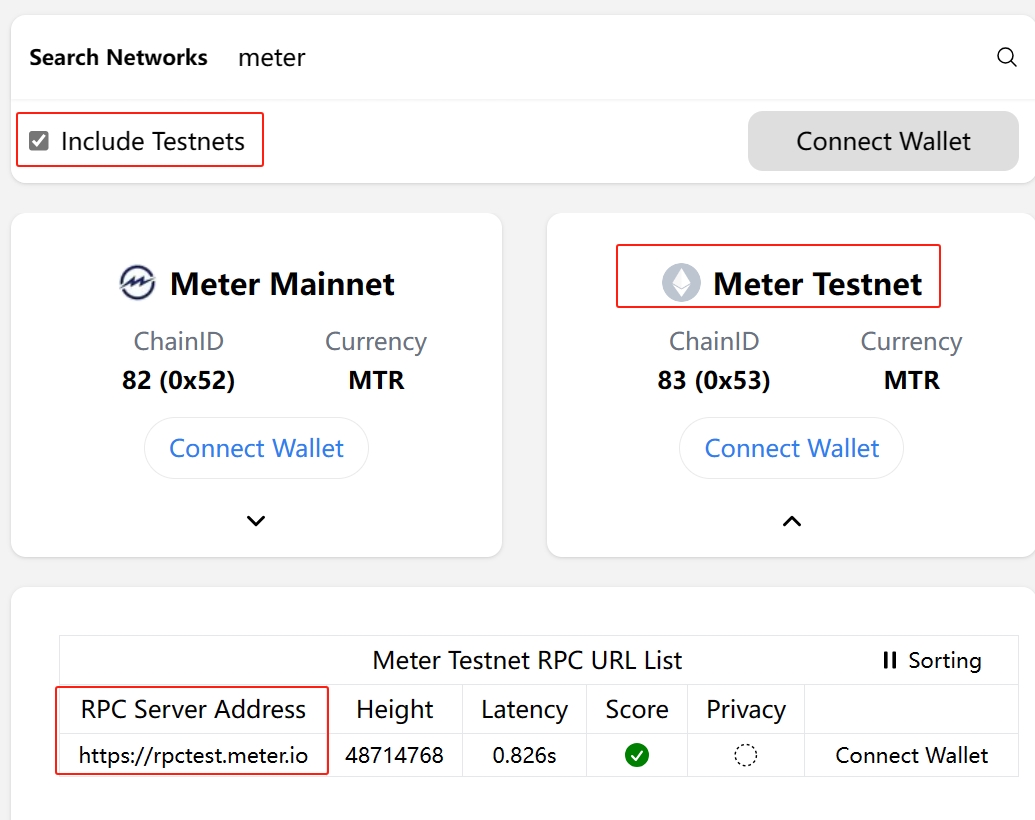 Search Networks meter
Include Testnets
Connect Wallet
Meter Mainnet
ChainID Currency
82 (0x52) MTR
Connect Wallet
Meter Testnet
ChainID Currency
83 (0x53) MTR
Connect Wallet
Meter Testnet RPC URL List Sorting
RPC Server Address Height Latency Score Privacy
https://rpctest.meter.io 48714768 0.826s Connect Wallet